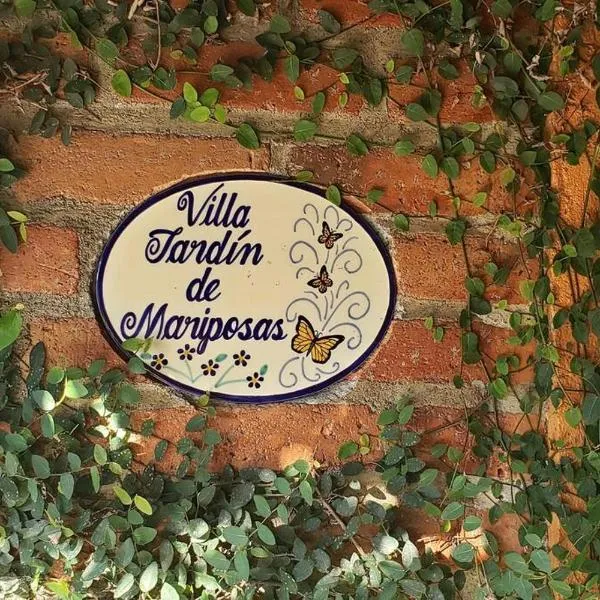 Villa
Jardín
de
Mariposas